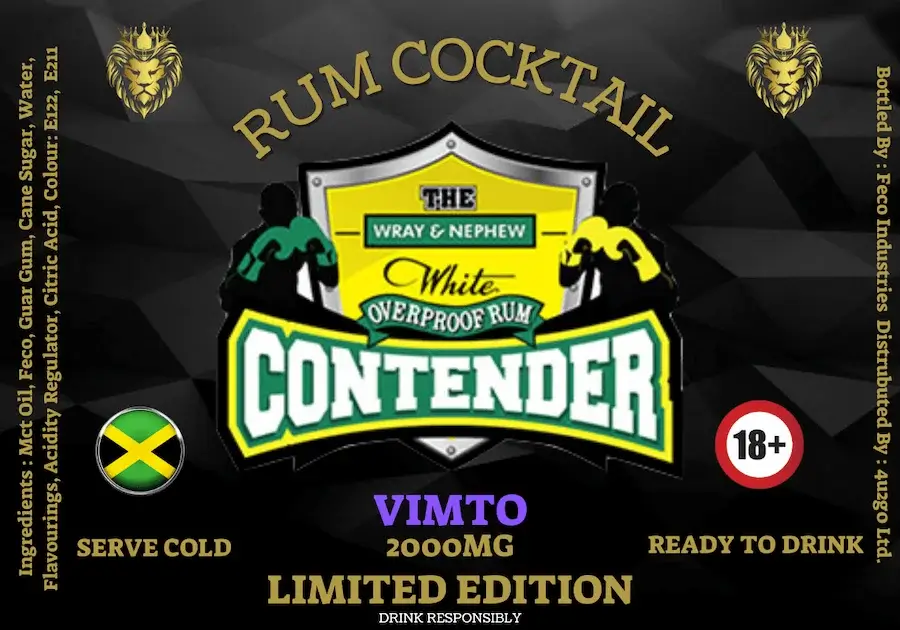 Ingredients : Mct Oil, Feco, Guar Gum, Cane Sugar, Water,
Flavourings, Acidity Regulator, Citric Acid, Colour: E122, E211
RUM COCKTAIL
THE
WRAY & NEPHEW
White
OVERPROOF RUM
CONTENDER
18+
VIMTO
2000MG
SERVE COLD
READY TO DRINK
LIMITED EDITION
DRINK RESPONSIBLY
Bottled By : Feco Industries Distrubuted By : 4u2go Ltd.